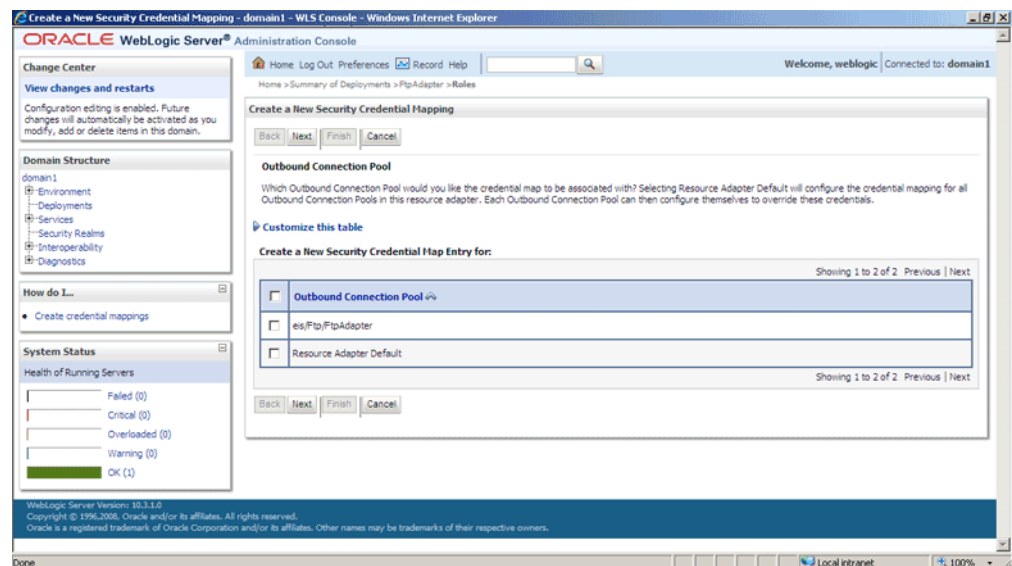 Create a New Security Credential Mapping - domain1 - WLS Console - Windows Internet Explorer
ORACLE WebLogic Server® Administration Console
Change Center
View changes and restarts
Configuration editing is enabled. Future
changes will automatically be activated as you
modify, add or delete items in this domain.
Domain Structure
domain1
Environment
Deployments
Services
Security Realms
Interoperability
Diagnostics
How do I...
Create credential mappings
System Status
Health of Running Servers
Failed (0)
Critical (0)
Overloaded (0)
Warning (0)
OK (1)
Home Log Out Preferences Record Help
Welcome, weblogic Connected to: domain1
Home >Summary of Deployments >FtpAdapter >Roles
Create a New Security Credential Mapping
Back Next Finish Cancel
Outbound Connection Pool
Which Outbound Connection Pool would you like the credential map to be associated with? Selecting Resource Adapter Default will configure the credential mapping for all
Outbound Connection Pools in this resource adapter. Each Outbound Connection Pool can then configure themselves to override these credentials.
Customize this table
Create a New Security Credential Map Entry for:
Showing 1 to 2 of 2 Previous | Next
Outbound Connection Pool
eis/Ftp/FtpAdapter
Resource Adapter Default
Showing 1 to 2 of 2 Previous | Next
Back Next Finish Cancel
WebLogic Server Version: 10.3.1.0
Copyright © 1996,2008, Oracle and/or its affiliates. All rights reserved.
Oracle is a registered trademark of Oracle Corporation and/or its affiliates. Other names may be trademarks of their respective owners.
Done
Local intranet
100%